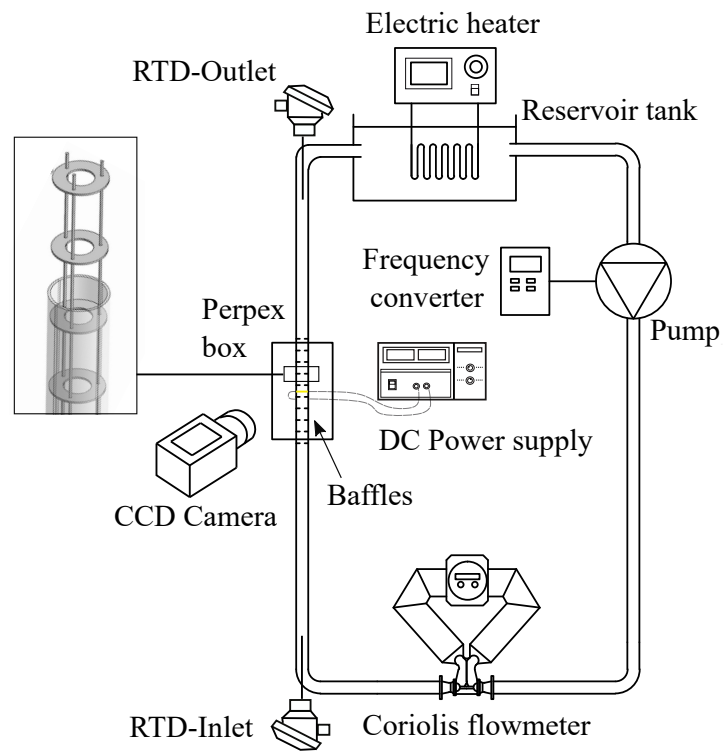 Electric heater
RTD-Outlet
Reservoir tank
Frequency
converter
Perpex
box
Pump
DC Power supply
Baffles
CCD Camera
RTD-Inlet
Coriolis flowmeter